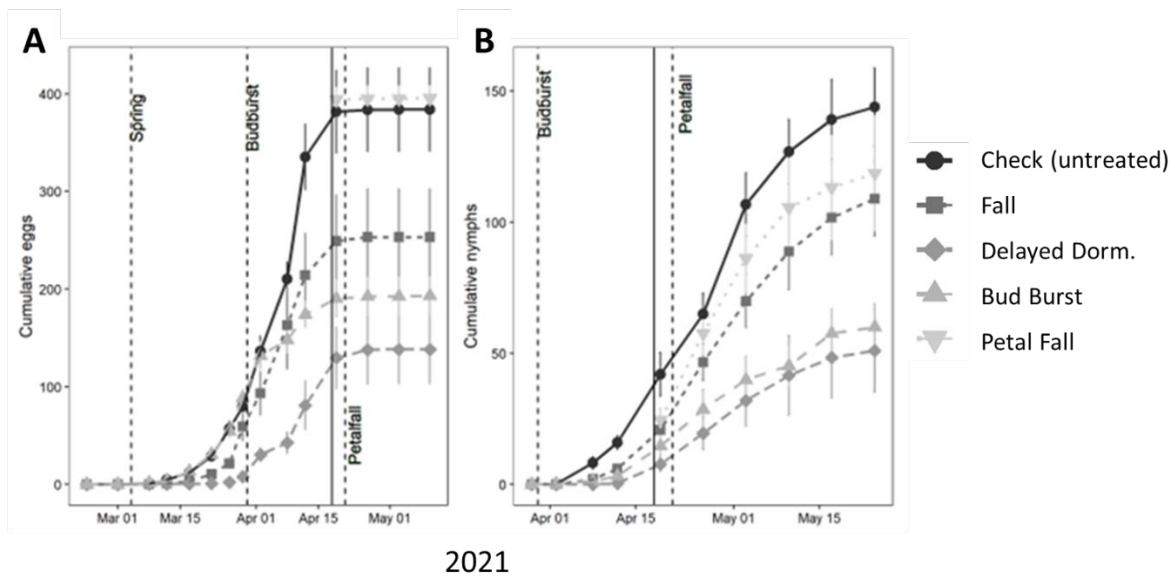 A
Cumulative eggs
400
300
200
100
0
Spring
Budburst
Petalfall
Mar 01
Mar 15
Apr 01
Apr 15
May 01
B
Cumulative nymphs
150
100
50
0
Budburst
Petalfall
Apr 01
Apr 15
May 01
May 15
Check (untreated)
Fall
Delayed Dorm.
Bud Burst
Petal Fall
2021